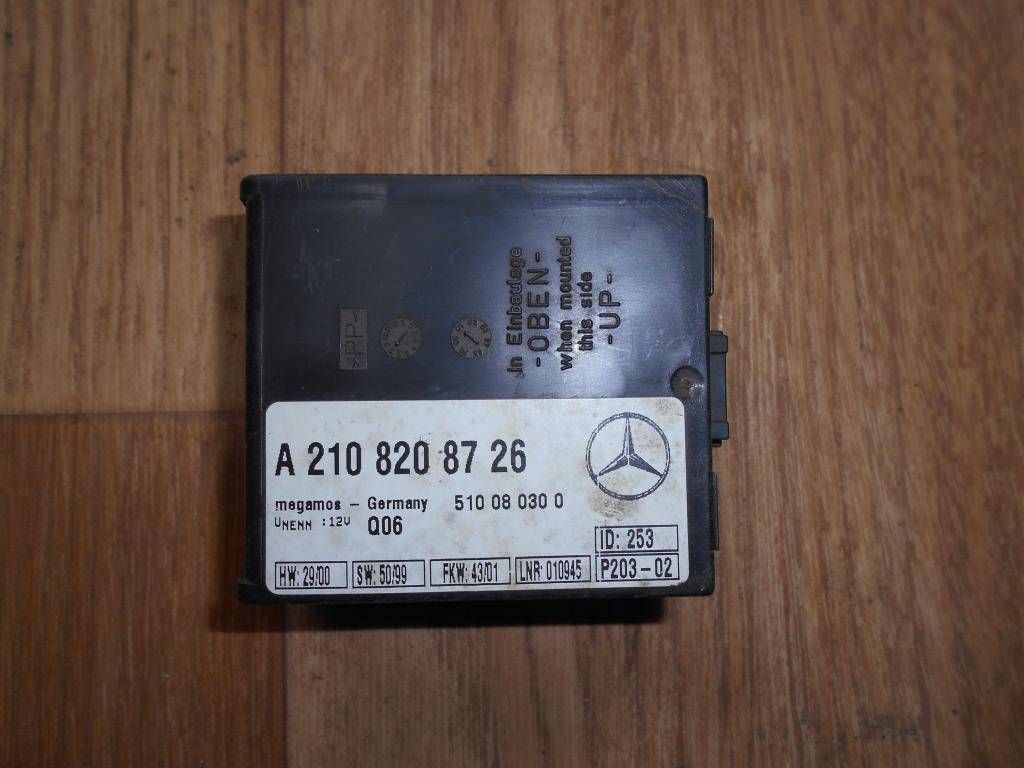 in Einbaulage
-OBEN-
when mounted
this side
-UP-
>PP<
A 210 820 87 26
megamos - Germany 510 08 030 0
UNENN :12V Q06
ID: 253
HW: 29/00 SW: 50/99 FKW: 43/01 LNR: 010945 P203-02